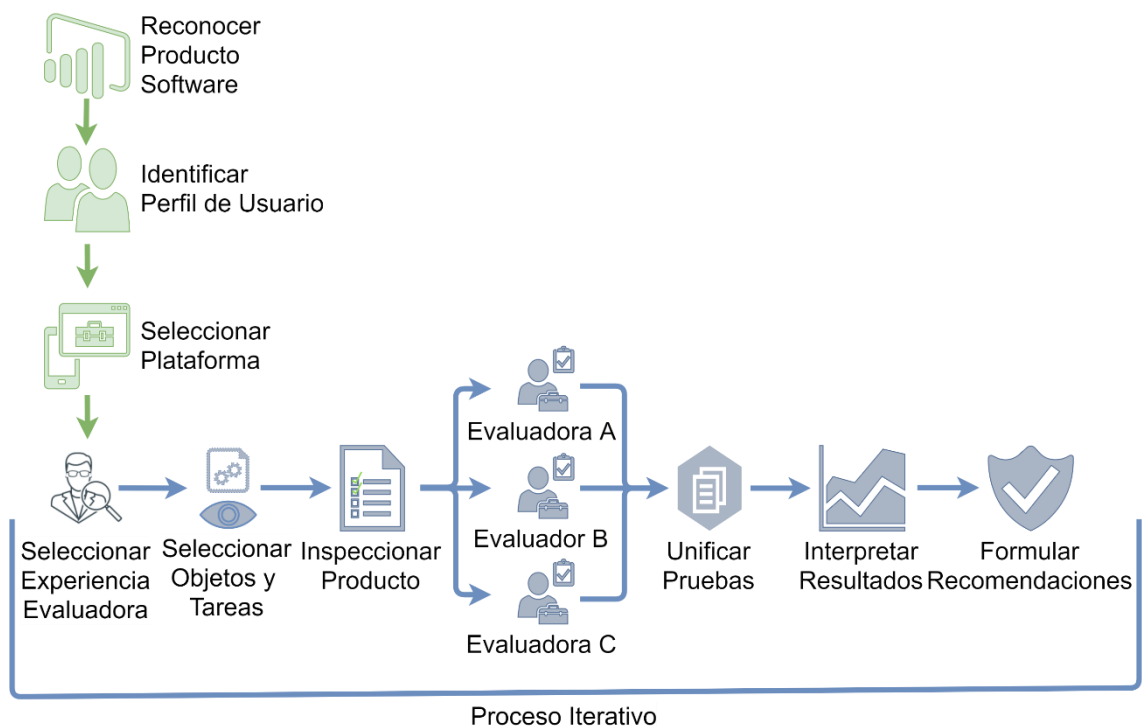 Reconocer
Producto
Software
Identificar
Perfil de Usuario
Seleccionar
Plataforma
Seleccionar
Experiencia
Evaluadora
Seleccionar
Objetos y
Tareas
Inspeccionar
Producto
Evaluadora A
Evaluador B
Evaluadora C
Unificar
Pruebas
Interpretar
Resultados
Formular
Recomendaciones
Proceso Iterativo